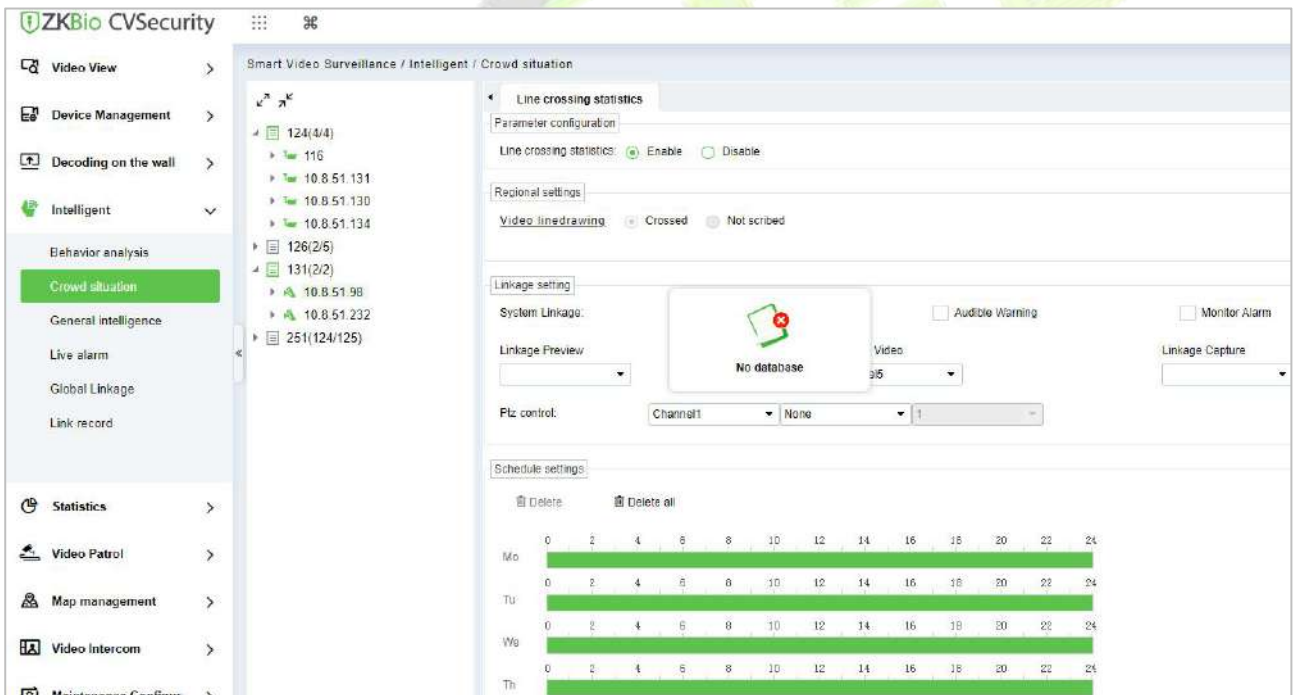 ZKBio CVSecurity
Video View
Device Management
Decoding on the wall
Intelligent
Behavior analysis
Crowd situation
General intelligence
Live alarm
Global Linkage
Link record
Statistics
Video Patrol
Map management
Video Intercom
Smart Video Surveillance / Intelligent / Crowd situation
124(4/4)
116
10.8.51.131
10.8.51.130
10.8.51.134
126(2/5)
131(2/2)
10.8.51.98
10.8.51.232
251(124/125)
Line crossing statistics
Parameter configuration
Line crossing statistics: Enable Disable
Regional settings
Video linedrawing Crossed Not scribed
Linkage setting
System Linkage: Audible Warning Monitor Alarm
Linkage Preview Video Linkage Capture
No database
Ptz control: Channel1 None 1
Schedule settings
Delete Delete all
0 2 4 6 8 10 12 14 16 18 20 22 24
Mo
0 2 4 6 8 10 12 14 16 18 20 22 24
Tu
0 2 4 6 8 10 12 14 16 18 20 22 24
We
0 2 4 6 8 10 12 14 16 18 20 22 24
Th